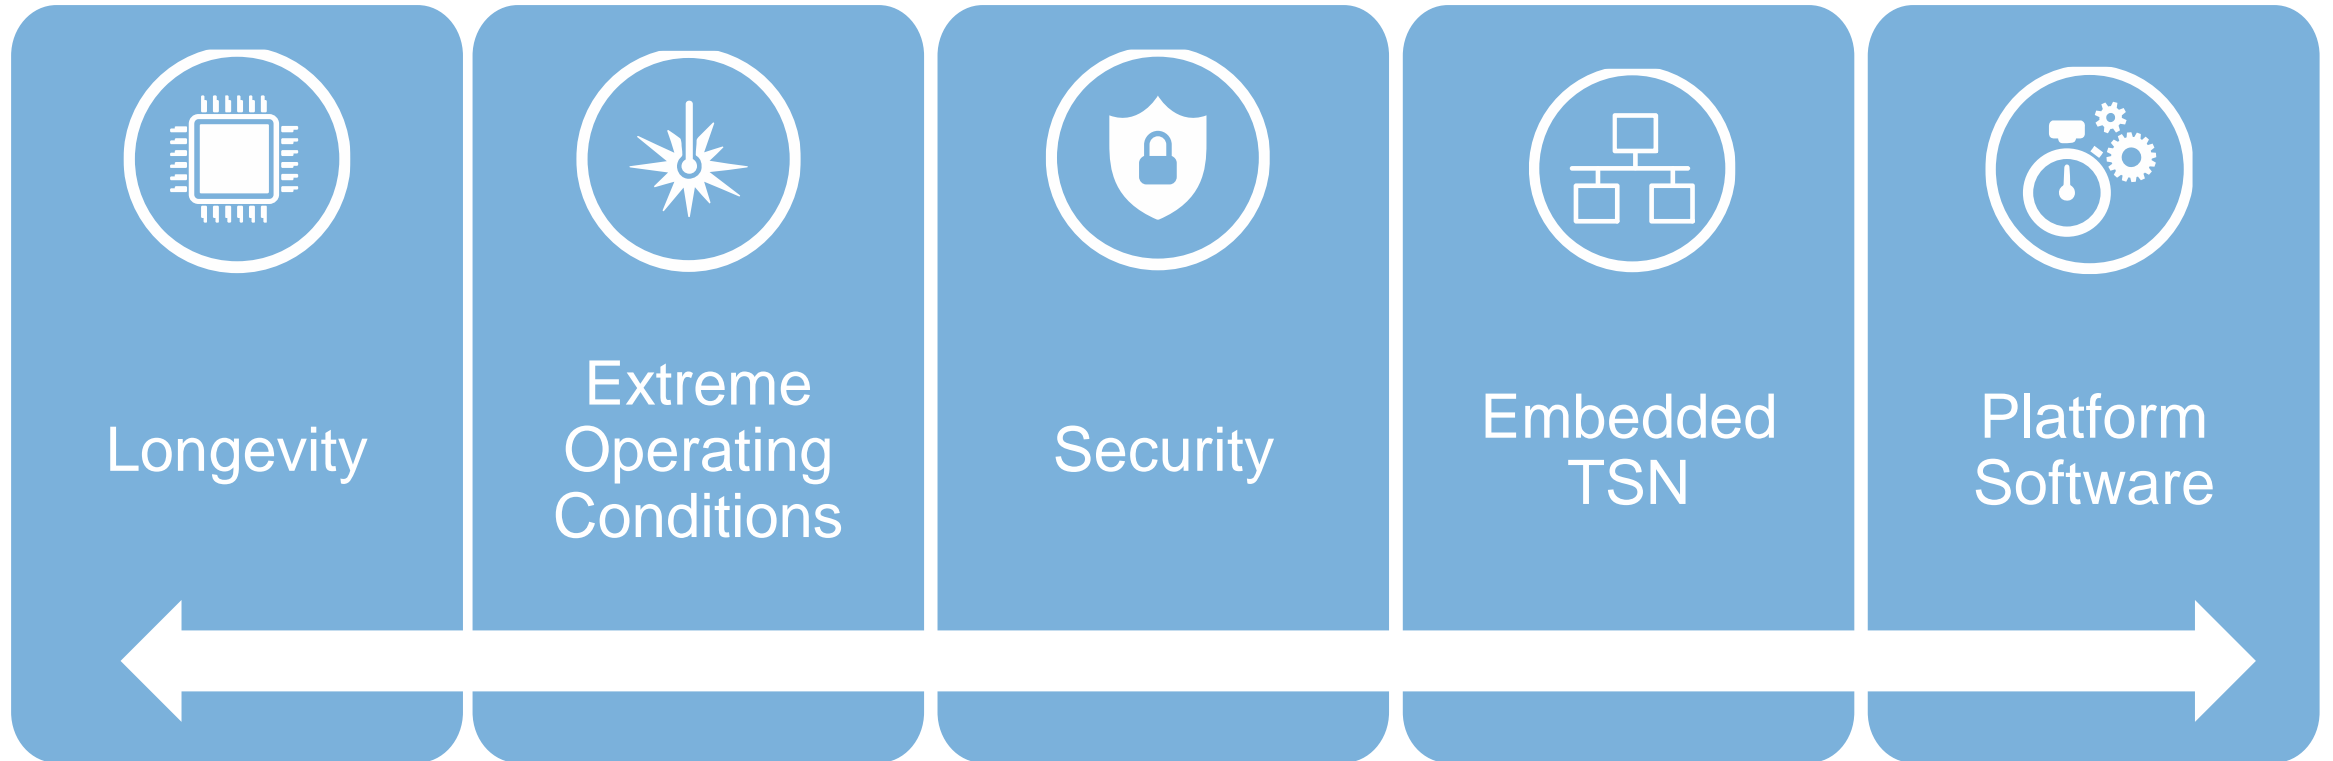 Longevity
Extreme
Operating
Conditions
Security
Embedded
TSN
Platform
Software